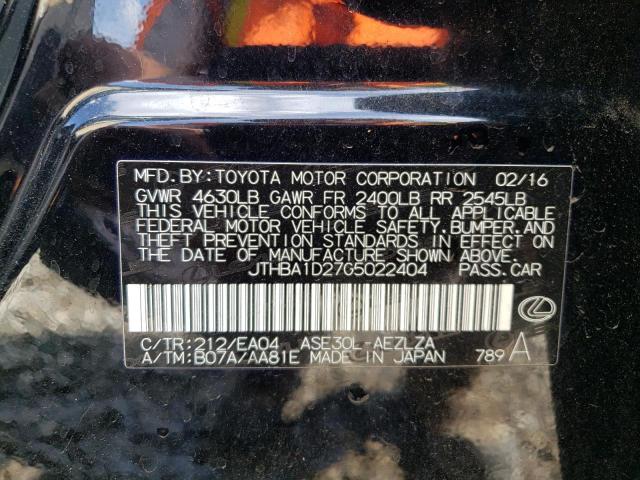 MFD.BY:TOYOTA MOTOR CORPORATION 02/16
GVWR 4630LB GAWR FR 2400LB RR 2545LB
THIS VEHICLE CONFORMS TO ALL APPLICABLE
FEDERAL MOTOR VEHICLE SAFETY,BUMPER,AND
THEFT PREVENTION STANDARDS IN EFFECT ON
THE DATE OF MANUFACTURE SHOWN ABOVE.
JTHBA1D27G5022404 PASS.CAR
C/TR:212/EA04 ASE30L-AEZLZA
A/TM:B07A/AA81E MADE IN JAPAN 789 A